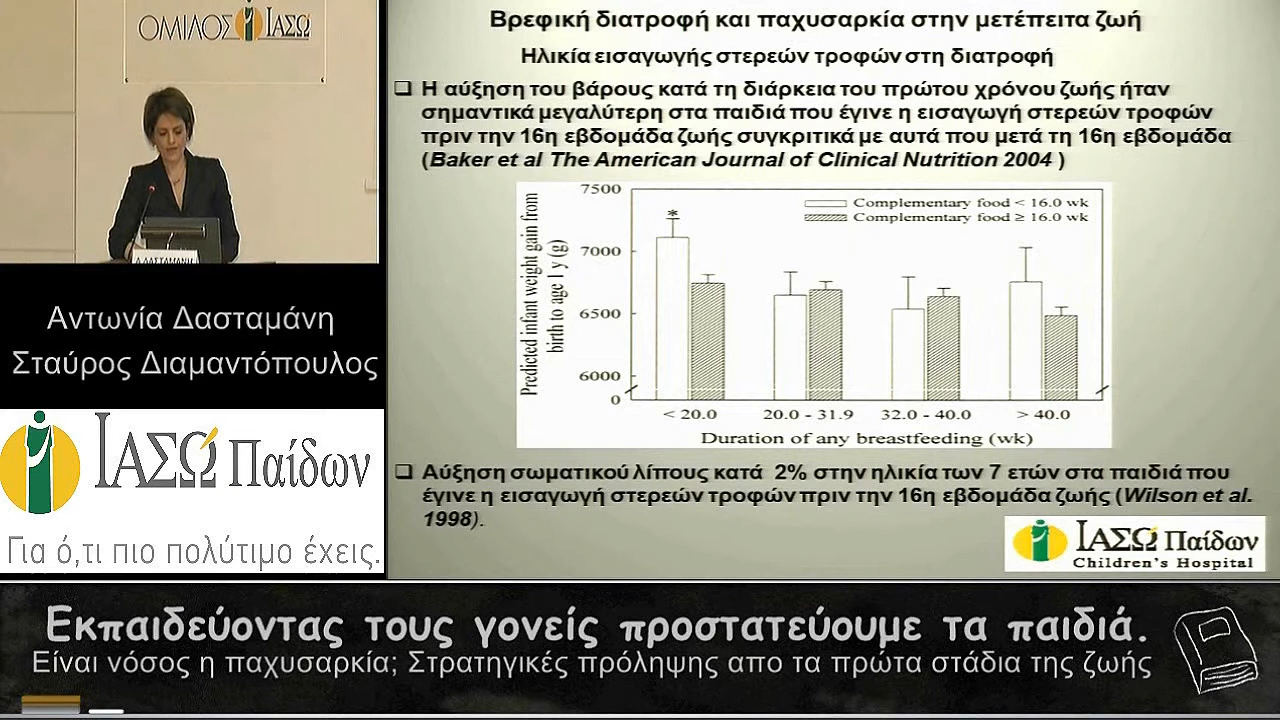 ΟΜΙΛΟΣ ΙΑΣΩ
Αντωνία Δασταμάνη
Σταύρος Διαμαντόπουλος
ΙΑΣΩ Παίδων
Για ό,τι πιο πολύτιμο έχεις.
Βρεφική διατροφή και παχυσαρκία στην μετέπειτα ζωή
Ηλικία εισαγωγής στερεών τροφών στη διατροφή
Η αύξηση του βάρους κατά τη διάρκεια του πρώτου χρόνου ζωής ήταν
σημαντικά μεγαλύτερη στα παιδιά που έγινε η εισαγωγή στερεών τροφών
πριν την 16η εβδομάδα ζωής συγκριτικά με αυτά που μετά τη 16η εβδομάδα
(Baker et al The American Journal of Clinical Nutrition 2004 )
Predicted infant weight gain from
birth to age 1 y (g)
7500
7000
6500
6000
0
*
Complementary food < 16.0 wk
Complementary food ≥ 16.0 wk
< 20.0 20.0 - 31.9 32.0 - 40.0 > 40.0
Duration of any breastfeeding (wk)
Αύξηση σωματικού λίπους κατά 2% στην ηλικία των 7 ετών στα παιδιά που
έγινε η εισαγωγή στερεών τροφών πριν την 16η εβδομάδα ζωής (Wilson et al.
1998).
ΙΑΣΩ Παίδων
Children's Hospital
Εκπαιδεύοντας τους γονείς προστατεύουμε τα παιδιά.
Είναι νόσος η παχυσαρκία; Στρατηγικές πρόληψης απο τα πρώτα στάδια της ζωής